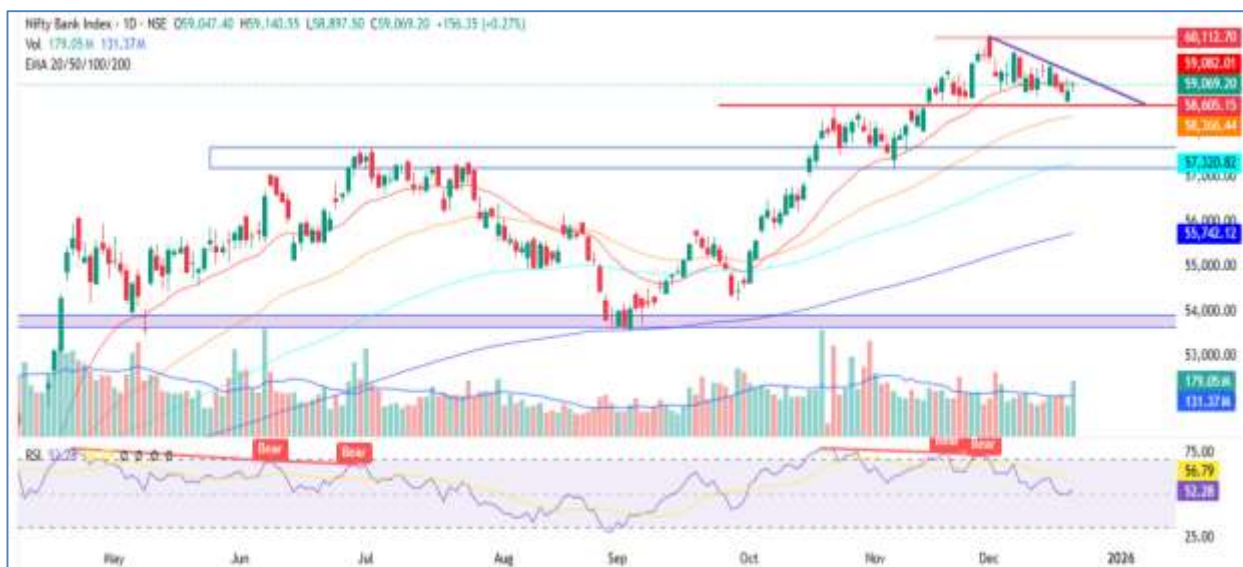 Nifty Bank Index · 1D · NSE O59,047.40 H59,140.55 L58,897.50 C59,069.20 +156.35 (+0.27%)
Vol 179.05M 131.37M
EMA 20/50/100/200
60,112.70
59,082.01
59,069.20
58,605.15
58,366.44
57,320.82
57,000.00
56,000.00
55,742.12
55,000.00
54,000.00
53,000.00
179.05M
131.37M
RSI 52.28
Bear
Bear
Bear
Bear
75.00
56.79
52.28
25.00
May
Jun
Jul
Aug
Sep
Oct
Nov
Dec
2026